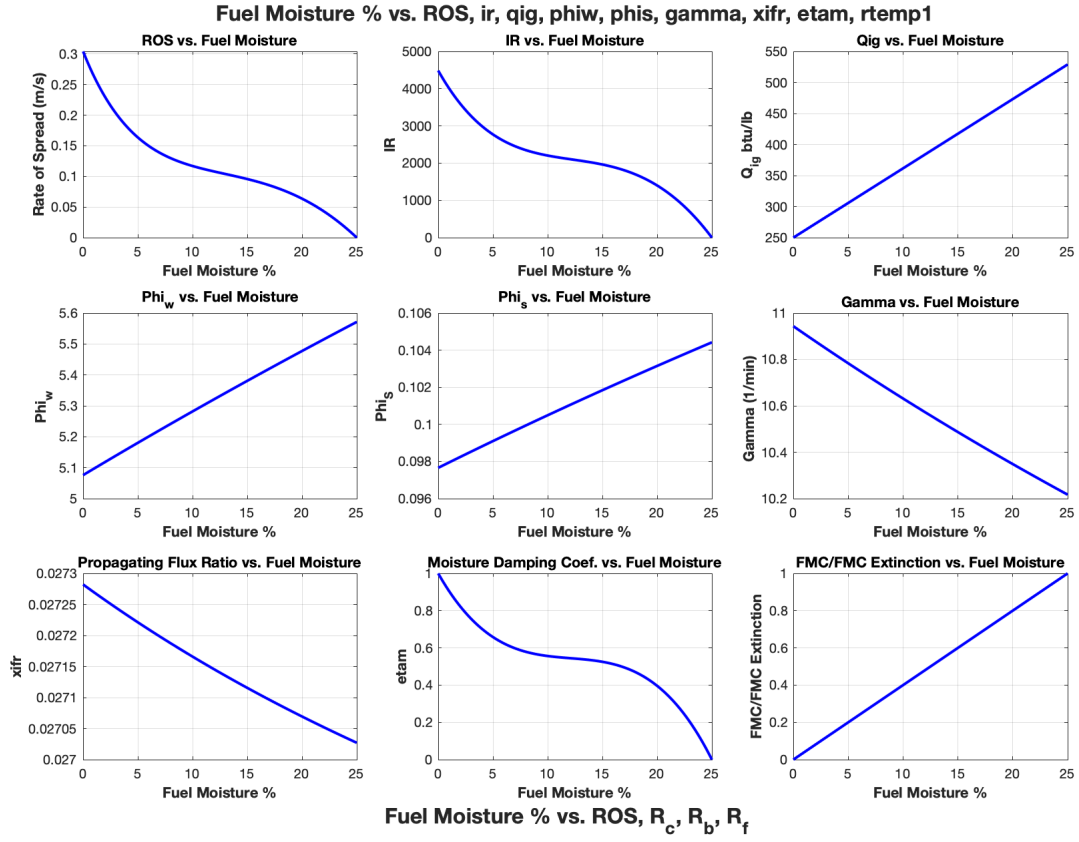 Fuel Moisture % vs. ROS, ir, qig, phiw, phis, gamma, xifr, etam, rtemp1
ROS vs. Fuel Moisture
Rate of Spread (m/s)
0.3
0.25
0.2
0.15
0.1
0.05
0
0 5 10 15 20 25
Fuel Moisture %
IR vs. Fuel Moisture
IR
5000
4000
3000
2000
1000
0
0 5 10 15 20 25
Fuel Moisture %
Qig vs. Fuel Moisture
Q_ig btu/lb
550
500
450
400
350
300
250
0 5 10 15 20 25
Fuel Moisture %
Phi_w vs. Fuel Moisture
Phi_w
5.6
5.5
5.4
5.3
5.2
5.1
5
0 5 10 15 20 25
Fuel Moisture %
Phi_s vs. Fuel Moisture
Phi_S
0.106
0.104
0.102
0.1
0.098
0.096
0 5 10 15 20 25
Fuel Moisture %
Gamma vs. Fuel Moisture
Gamma (1/min)
11
10.8
10.6
10.4
10.2
0 5 10 15 20 25
Fuel Moisture %
Propagating Flux Ratio vs. Fuel Moisture
xifr
0.0273
0.02725
0.0272
0.02715
0.0271
0.02705
0.027
0 5 10 15 20 25
Fuel Moisture %
Moisture Damping Coef. vs. Fuel Moisture
etam
1
0.8
0.6
0.4
0.2
0
0 5 10 15 20 25
Fuel Moisture %
FMC/FMC Extinction vs. Fuel Moisture
FMC/FMC Extinction
1
0.8
0.6
0.4
0.2
0
0 5 10 15 20 25
Fuel Moisture %
Fuel Moisture % vs. ROS, R_c, R_b, R_f